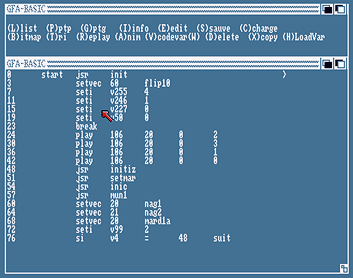 GFA-BASIC
(L)list (P)ptp (G)ptg (I)info (E)edit (S)sauve (C)charge
(B)itmap (T)ri (R)eplay (A)nim (V)codevar(W) (D)elete (X)copy (H)LoadVar
GFA-BASIC
0 start jsr init >
3 setvec 60 flip10
7 seti v255 4
11 seti v246 1
15 seti v227 0
19 seti v50 0
23 break
24 play 106 20 0 2
30 play 106 20 0 3
36 play 106 20 0 1
42 play 106 20 0 0
48 jsr initiz
51 jsr setmar
54 jsr inic
57 jsr mun1
60 setvec 20 nag1
64 setvec 21 nag2
68 setvec 20 mardla
72 seti v99 2
76 si v4 = 48 suit